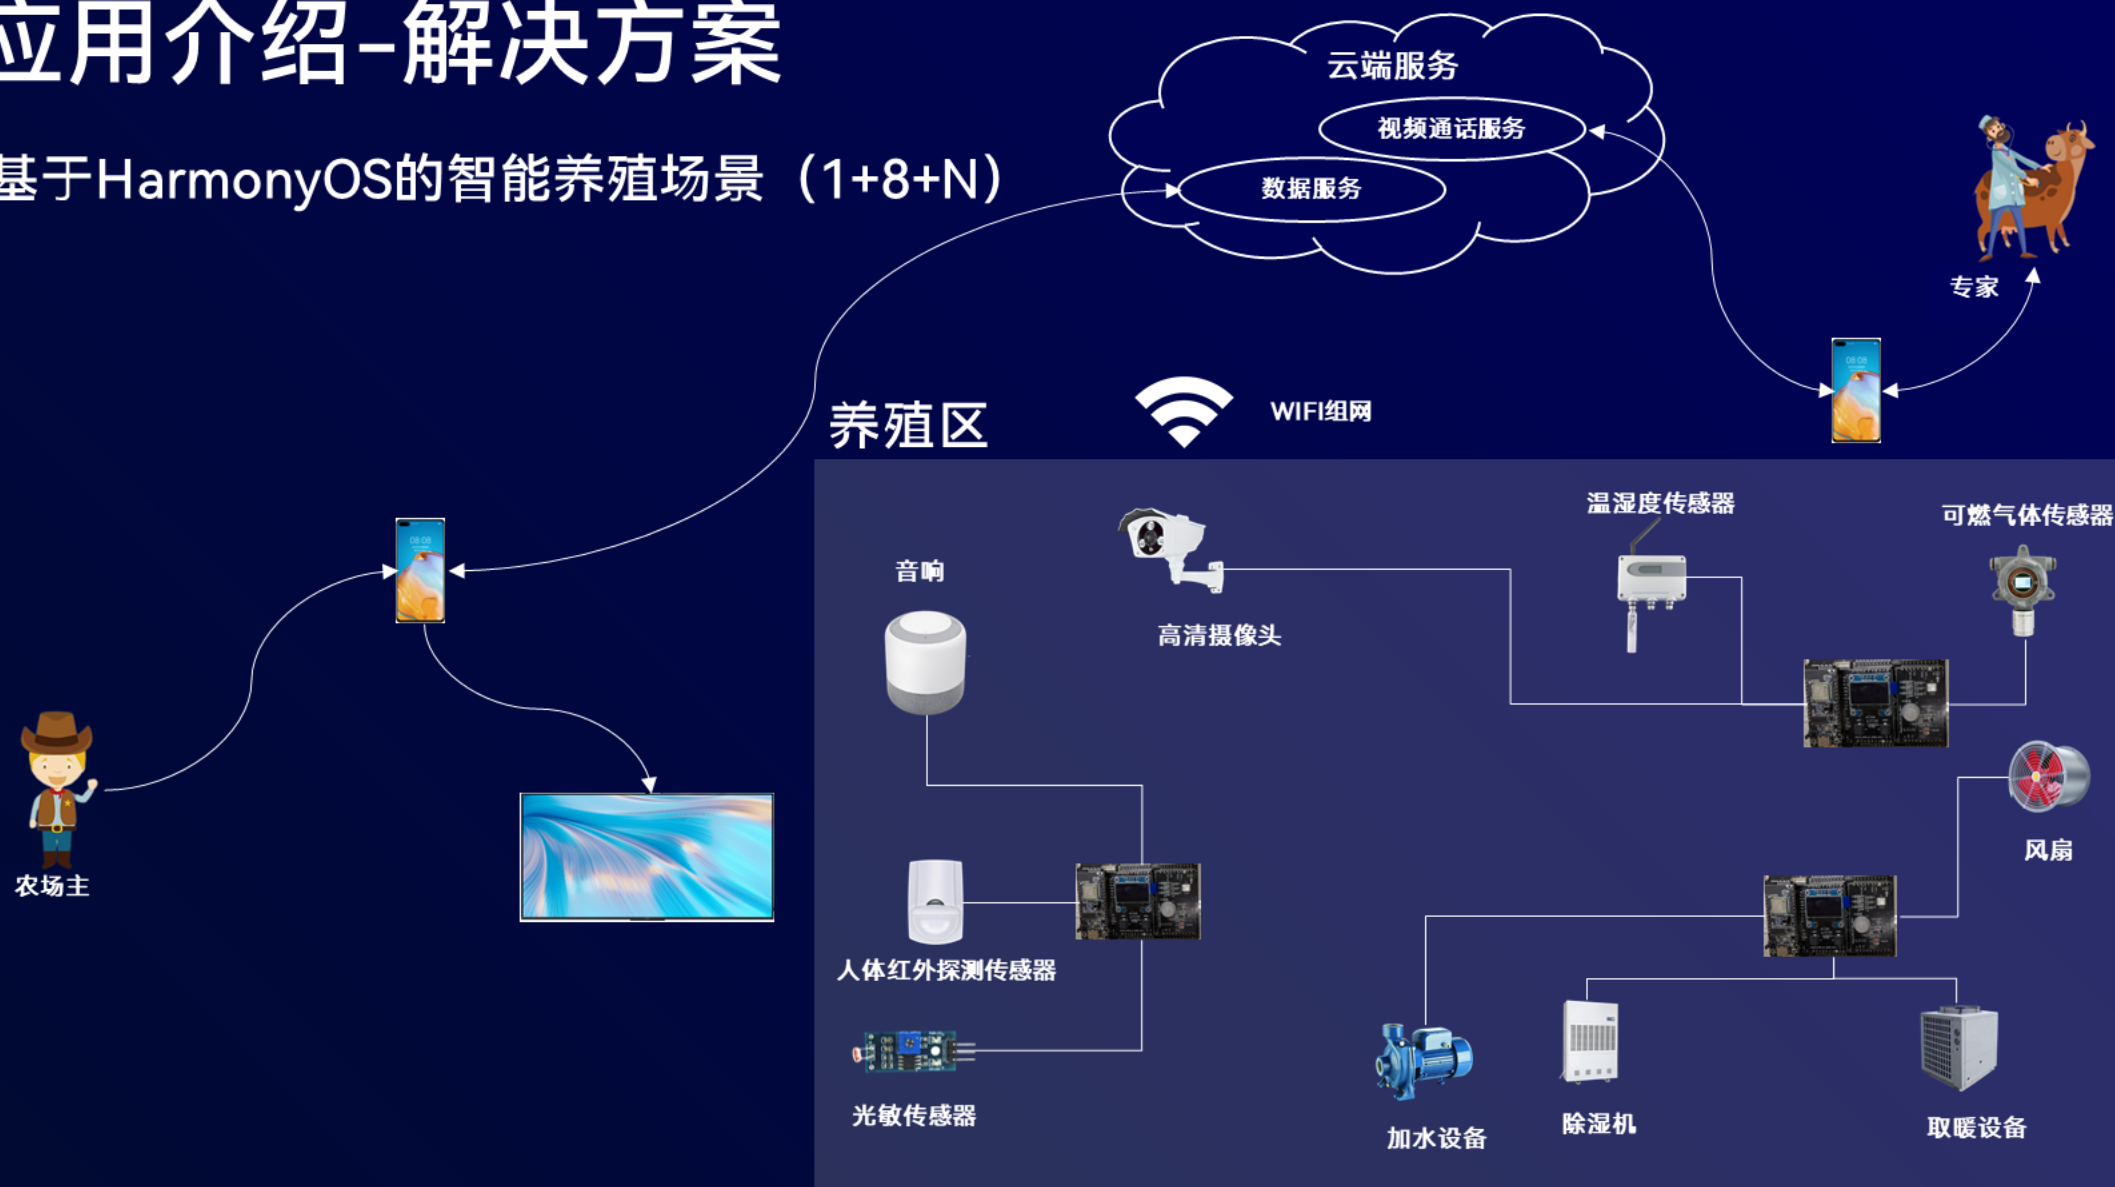 应用介绍-解决方案
基于HarmonyOS的智能养殖场景（1+8+N）
云端服务
视频通话服务
数据服务
专家
养殖区
WIFI组网
温湿度传感器
可燃气体传感器
音响
高清摄像头
风扇
农场主
人体红外探测传感器
光敏传感器
加水设备
除湿机
取暖设备